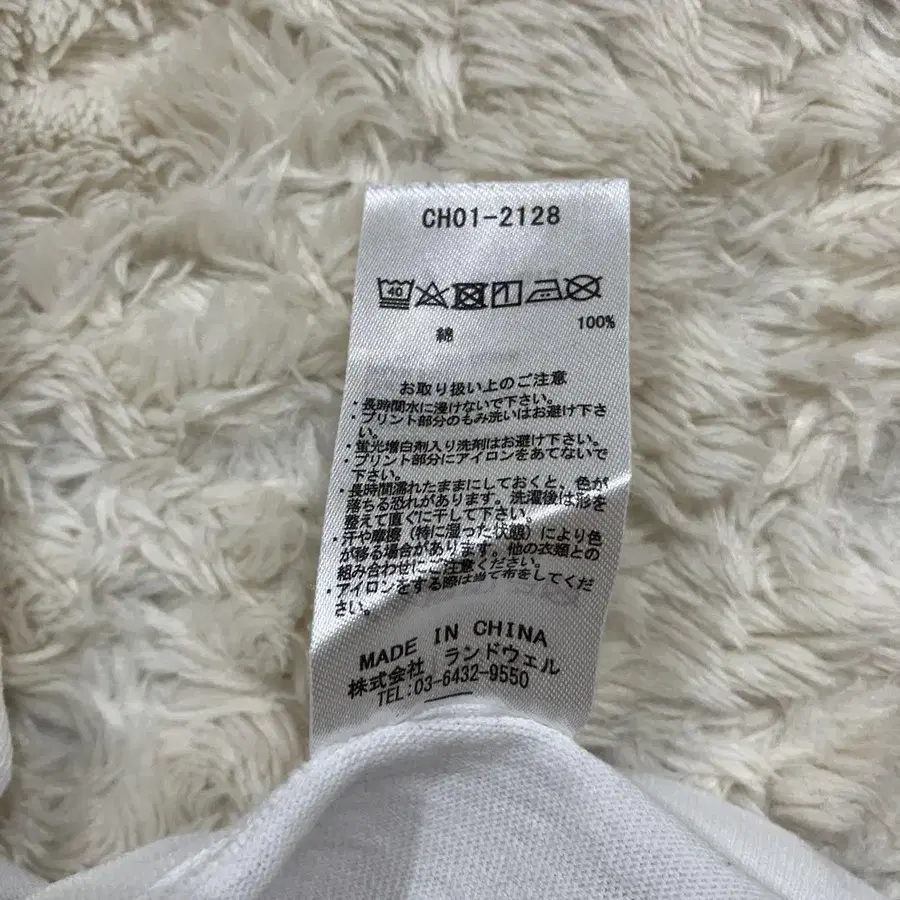 CH01-2128
40
綿 100%
お取り扱い上のご注意
・長時間水に浸けないで下さい。
・プリント部分のもみ洗いはお避け下さ
い。
・蛍光増白剤入り洗剤はお避け下さい。
・プリント部分にアイロンをあてないで
下さい。
・長時間濡れたままにしておくと、色が
落ちる恐れがあります。洗濯後は形を
整えて直ぐに干して下さい。
・汗や摩擦（特に湿った状態）により色
が移る場合があります。他の衣類との
組み合わせにご注意ください。
・アイロンをする際は当て布をしてくだ
さい。
MADE IN CHINA
株式会社 ランドウェル
TEL:03-6432-9550